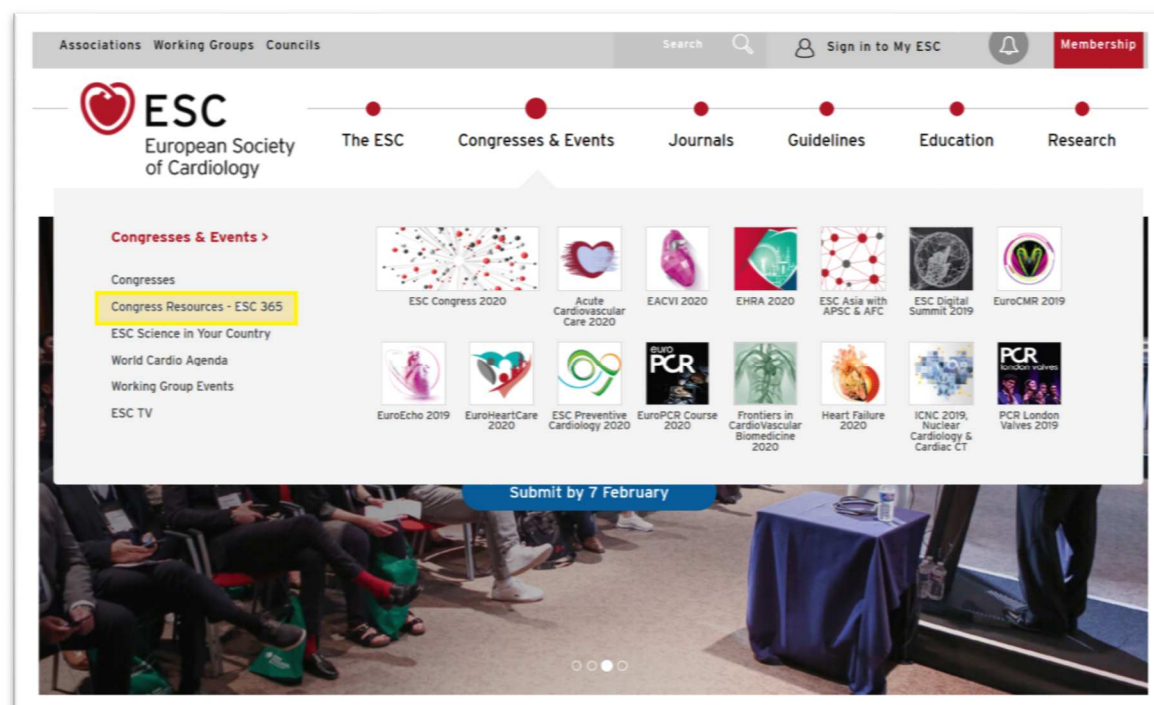 Associations Working Groups Councils
Search
Sign in to My ESC
Membership
ESC
European Society
of Cardiology
The ESC
Congresses & Events
Journals
Guidelines
Education
Research
Congresses & Events >
Congresses
Congress Resources - ESC 365
ESC Science in Your Country
World Cardio Agenda
Working Group Events
ESC TV
ESC Congress 2020
Acute
Cardiovascular
Care 2020
EACVI 2020
EHRA 2020
ESC Asia with
APSC & AFC
ESC Digital
Summit 2019
EuroCMR 2019
EuroEcho 2019
EuroHeartCare
2020
ESC Preventive
Cardiology 2020
euro
PCR
EuroPCR Course
2020
Frontiers in
CardioVascular
Biomedicine
2020
Heart Failure
2020
ICNC 2019,
Nuclear
Cardiology &
Cardiac CT
PCR
london valves
PCR London
Valves 2019
Submit by 7 February